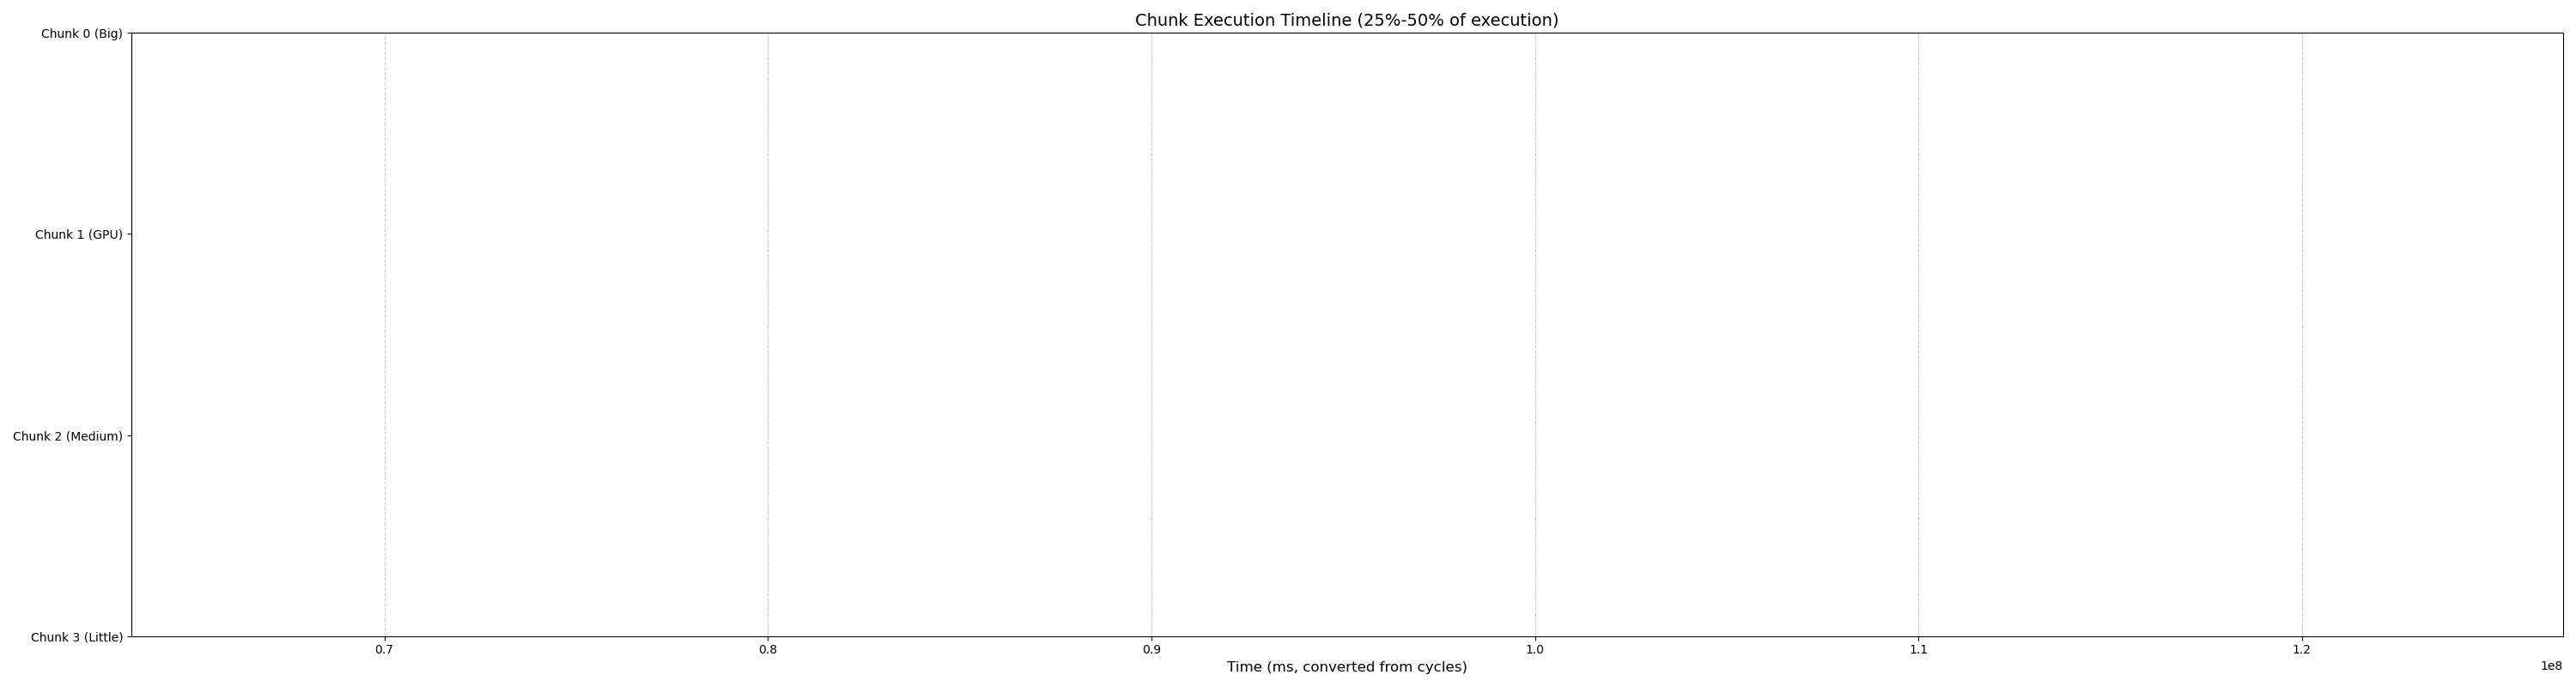 Chunk Execution Timeline (25%-50% of execution)
Chunk 0 (Big)
Chunk 1 (GPU)
Chunk 2 (Medium)
Chunk 3 (Little)
0.7 0.8 0.9 1.0 1.1 1.2
Time (ms, converted from cycles)
1e8